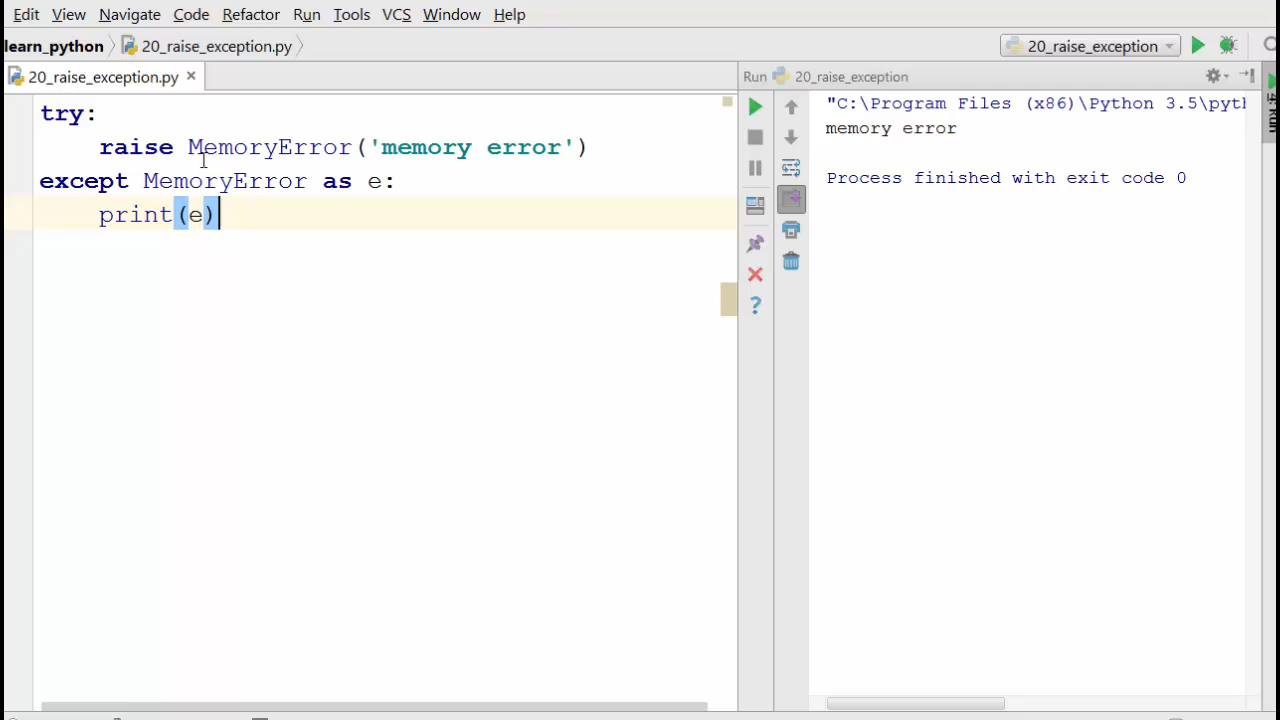 Edit View Navigate Code Refactor Run Tools VCS Window Help
learn_python 20_raise_exception.py 20_raise_exception
20_raise_exception.py Run 20_raise_exception
try:
raise MemoryError('memory error')
except MemoryError as e:
print(e)
"C:\Program Files (x86)\Python 3.5\pyth
memory error
Process finished with exit code 0
?